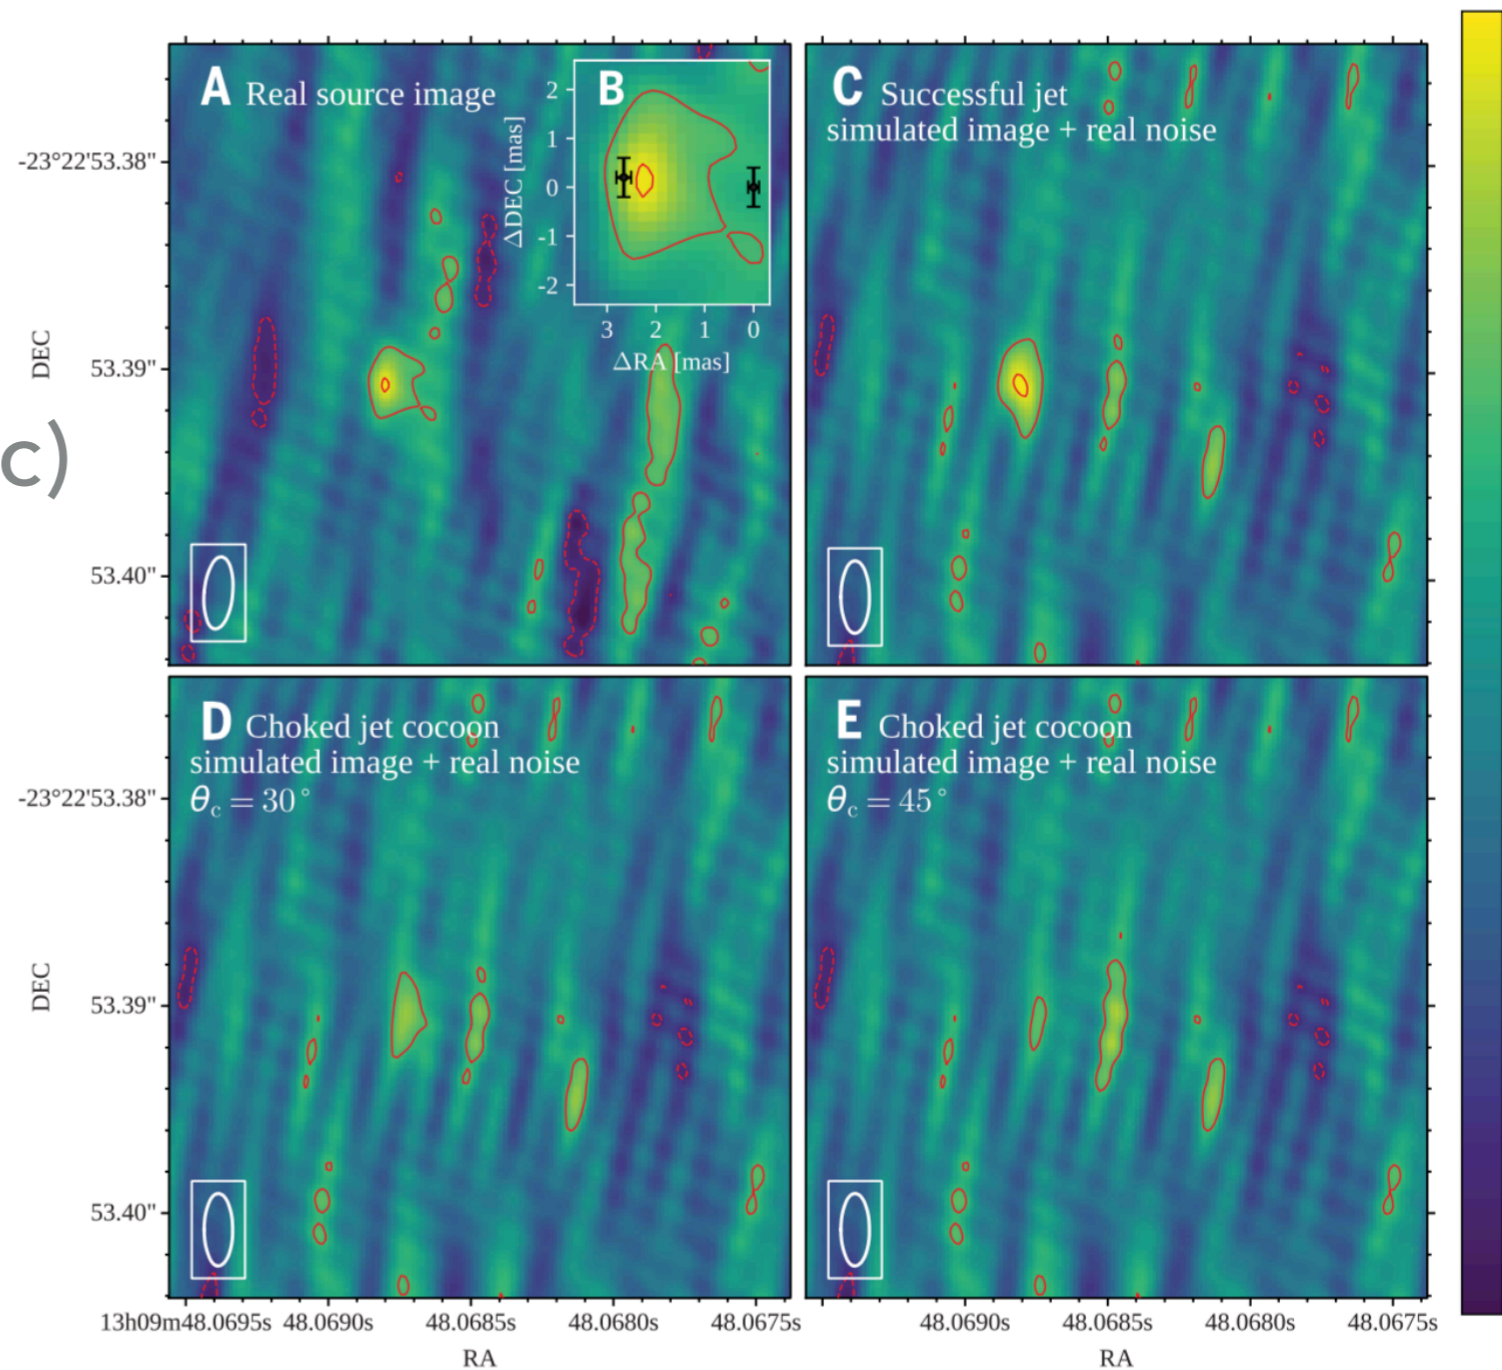 A Real source image
B
2
1
0
-1
-2
ΔDEC [mas]
3 2 1 0
ΔRA [mas]
C Successful jet
simulated image + real noise
-23°22'53.38"
53.39"
53.40"
DEC
c)
D Choked jet cocoon
simulated image + real noise
θc = 30°
E Choked jet cocoon
simulated image + real noise
θc = 45°
-23°22'53.38"
53.39"
53.40"
DEC
13h09m48.0695s 48.0690s 48.0685s 48.0680s 48.0675s
48.0690s 48.0685s 48.0680s 48.0675s
RA
RA